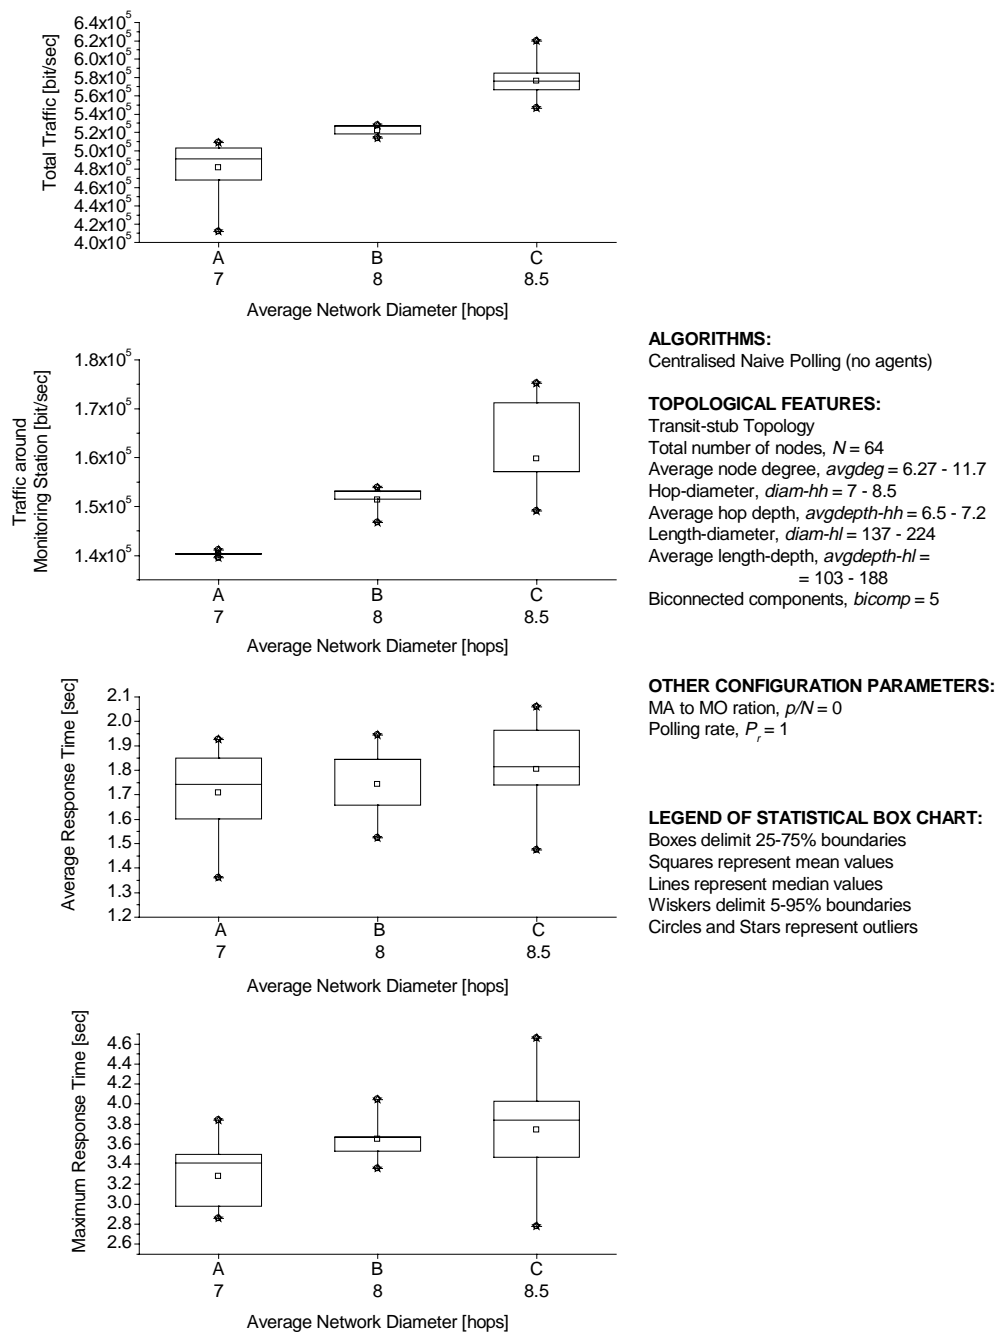 Total Traffic [bit/sec]
6.4x10^5
6.2x10^5
6.0x10^5
5.8x10^5
5.6x10^5
5.4x10^5
5.2x10^5
5.0x10^5
4.8x10^5
4.6x10^5
4.4x10^5
4.2x10^5
4.0x10^5
A B C
7 8 8.5
Average Network Diameter [hops]
Traffic around
Monitoring Station [bit/sec]
1.8x10^5
1.7x10^5
1.6x10^5
1.5x10^5
1.4x10^5
A B C
7 8 8.5
Average Network Diameter [hops]
ALGORITHMS:
Centralised Naive Polling (no agents)
TOPOLOGICAL FEATURES:
Transit-stub Topology
Total number of nodes, N = 64
Average node degree, avgdeg = 6.27 - 11.7
Hop-diameter, diam-hh = 7 - 8.5
Average hop depth, avgdepth-hh = 6.5 - 7.2
Length-diameter, diam-hl = 137 - 224
Average length-depth, avgdepth-hl =
= 103 - 188
Biconnected components, bicomp = 5
Average Response Time [sec]
2.1
2.0
1.9
1.8
1.7
1.6
1.5
1.4
1.3
1.2
A B C
7 8 8.5
Average Network Diameter [hops]
OTHER CONFIGURATION PARAMETERS:
MA to MO ration, p/N = 0
Polling rate, P_r = 1
LEGEND OF STATISTICAL BOX CHART:
Boxes delimit 25-75% boundaries
Squares represent mean values
Lines represent median values
Wiskers delimit 5-95% boundaries
Circles and Stars represent outliers
Maximum Response Time [sec]
4.6
4.4
4.2
4.0
3.8
3.6
3.4
3.2
3.0
2.8
2.6
A B C
7 8 8.5
Average Network Diameter [hops]